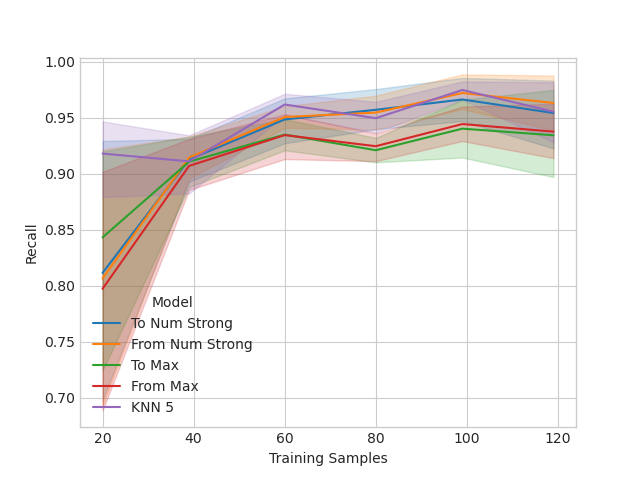 1.00
0.95
0.90
0.85
0.80
0.75
0.70
Recall
Model
To Num Strong
From Num Strong
To Max
From Max
KNN 5
20 40 60 80 100 120
Training Samples